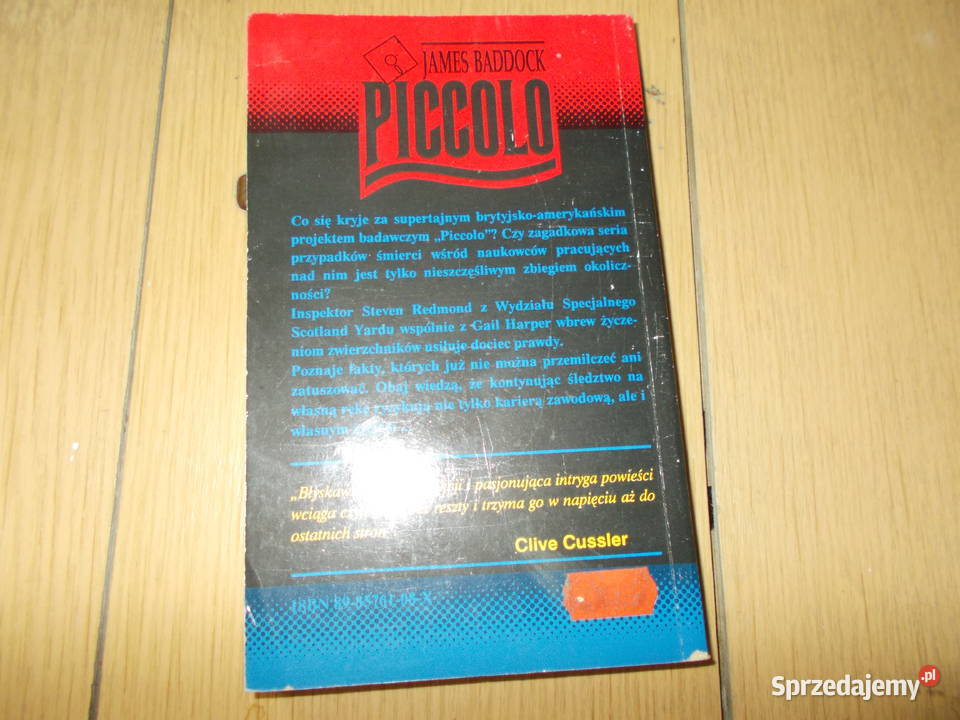 JAMES BADDOCK
PICCOLO
Co się kryje za supertajnym brytyjsko-amerykańskim
projektem badawczym „Piccolo”? Czy zagadkowa seria
przypadków śmierci wśród naukowców pracujących
nad nim jest tylko nieszczęśliwym zbiegiem okolicz-
ności?
Inspektor Steven Redmond z Wydziału Specjalnego
Scotland Yardu wspólnie z Gail Harper wbrew życze-
niom zwierzchników usiłuje dociec prawdy.
Poznaje fakty, których już nie można przemilczeć ani
zatuszować. Obaj wiedzą, że kontynując śledztwo na
własną rękę ryzykują nie tylko karierą zawodową, ale i
własnym
pasjonująca intryga powieści
wciąga reszty i trzyma go w napięciu aż do
ostatnich stron
Clive Cussler
Sprzedajemy.pl